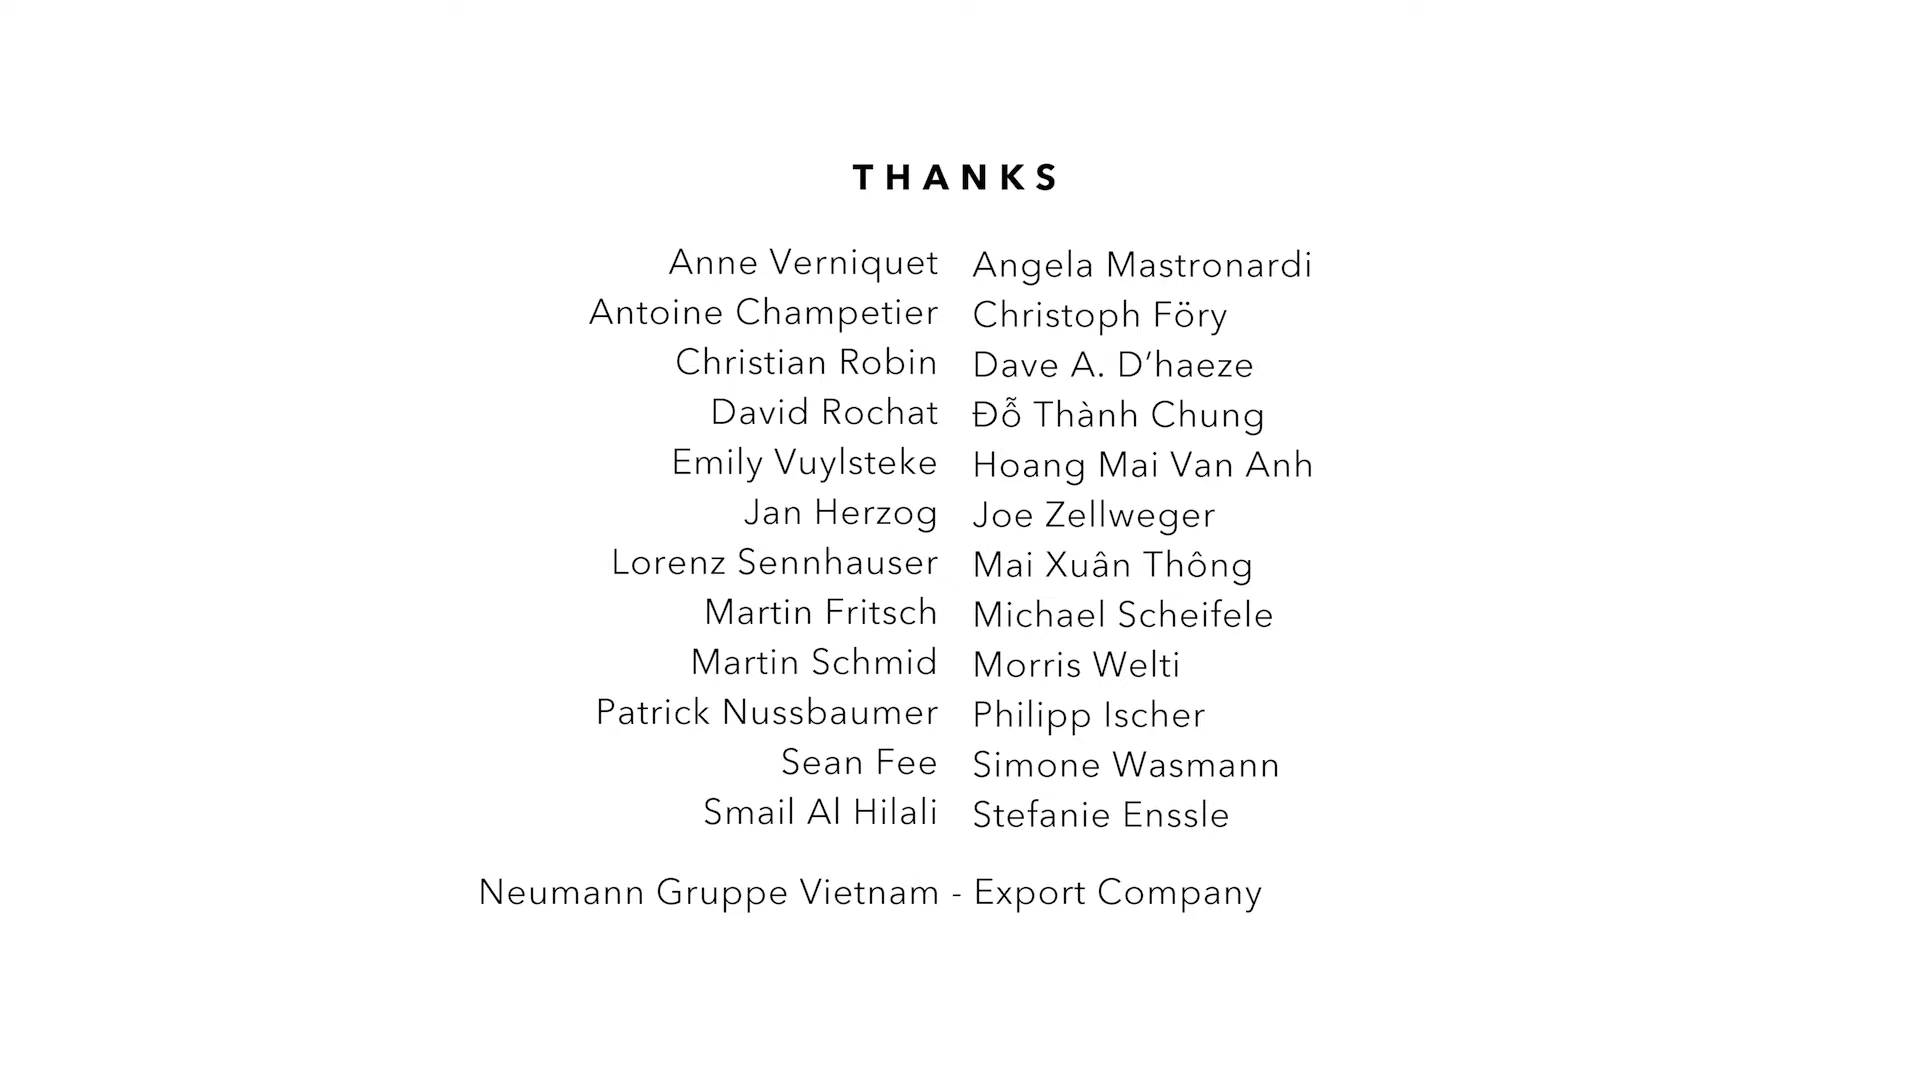 THANKS
Anne Verniquet
Antoine Champetier
Christian Robin
David Rochat
Emily Vuylsteke
Jan Herzog
Lorenz Sennhauser
Martin Fritsch
Martin Schmid
Patrick Nussbaumer
Sean Fee
Smail Al Hilali
Angela Mastronardi
Christoph Föry
Dave A. D’haeze
Đỗ Thành Chung
Hoang Mai Van Anh
Joe Zellweger
Mai Xuân Thông
Michael Scheifele
Morris Welti
Philipp Ischer
Simone Wasmann
Stefanie Enssle
Neumann Gruppe Vietnam - Export Company